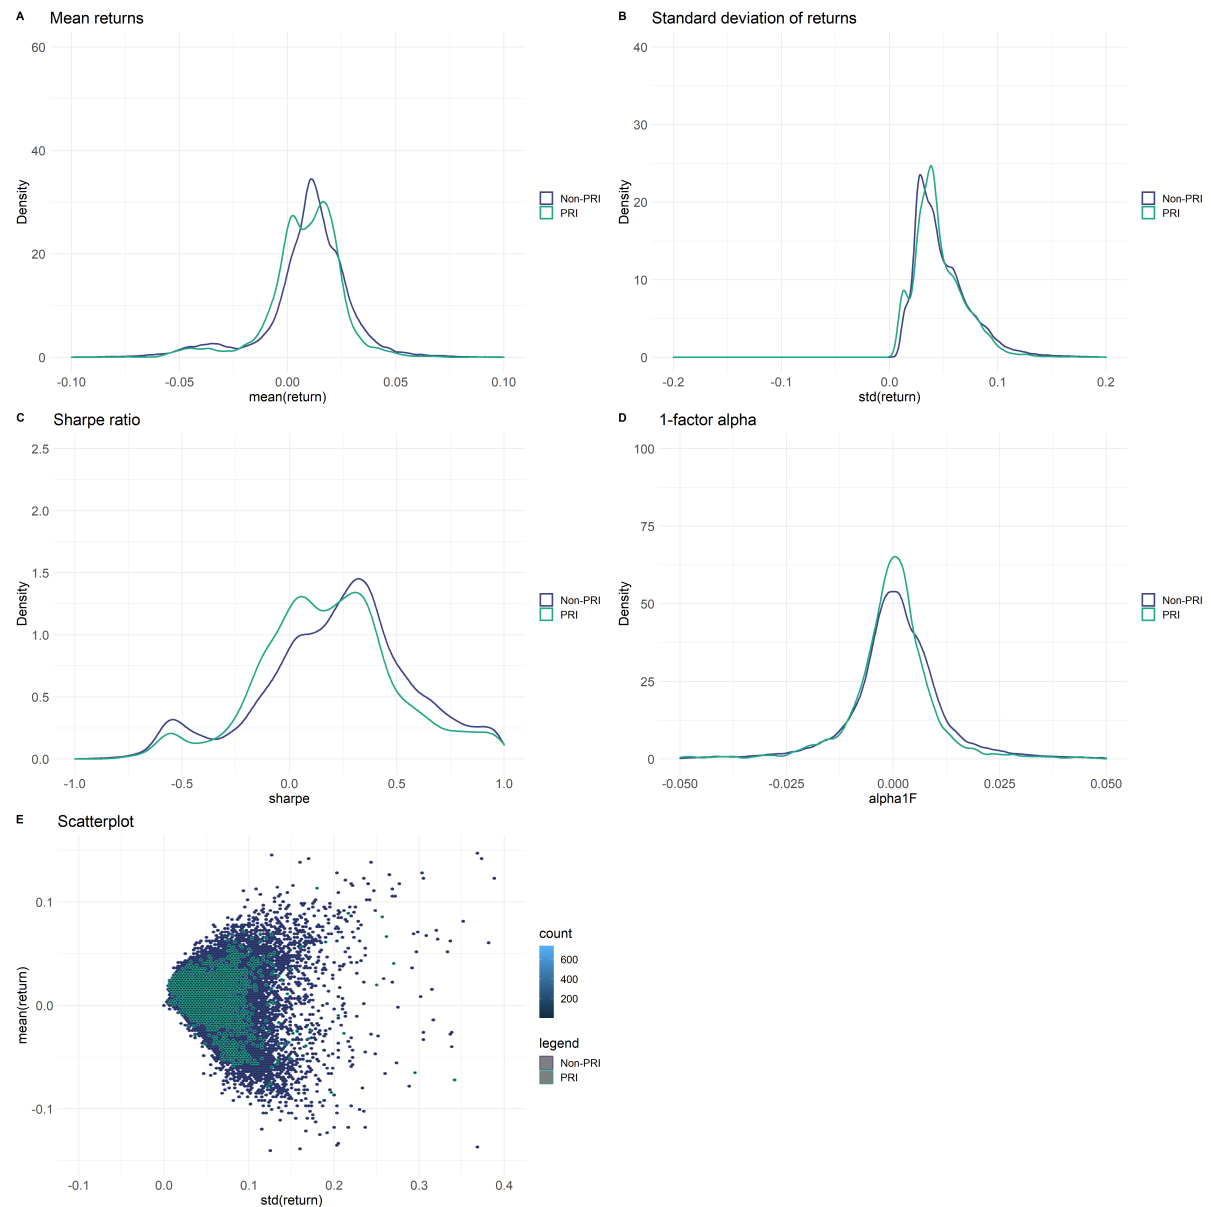 A Mean returns
60
40
20
0
Density
-0.10 -0.05 0.00 0.05 0.10
mean(return)
Non-PRI
PRI
B Standard deviation of returns
40
30
20
10
0
Density
-0.2 -0.1 0.0 0.1 0.2
std(return)
Non-PRI
PRI
C Sharpe ratio
2.5
2.0
1.5
1.0
0.5
0.0
Density
-1.0 -0.5 0.0 0.5 1.0
sharpe
Non-PRI
PRI
D 1-factor alpha
100
75
50
25
0
Density
-0.050 -0.025 0.000 0.025 0.050
alpha1F
Non-PRI
PRI
E Scatterplot
0.1
0.0
-0.1
mean(return)
-0.1 0.0 0.1 0.2 0.3 0.4
std(return)
count
600
400
200
legend
Non-PRI
PRI